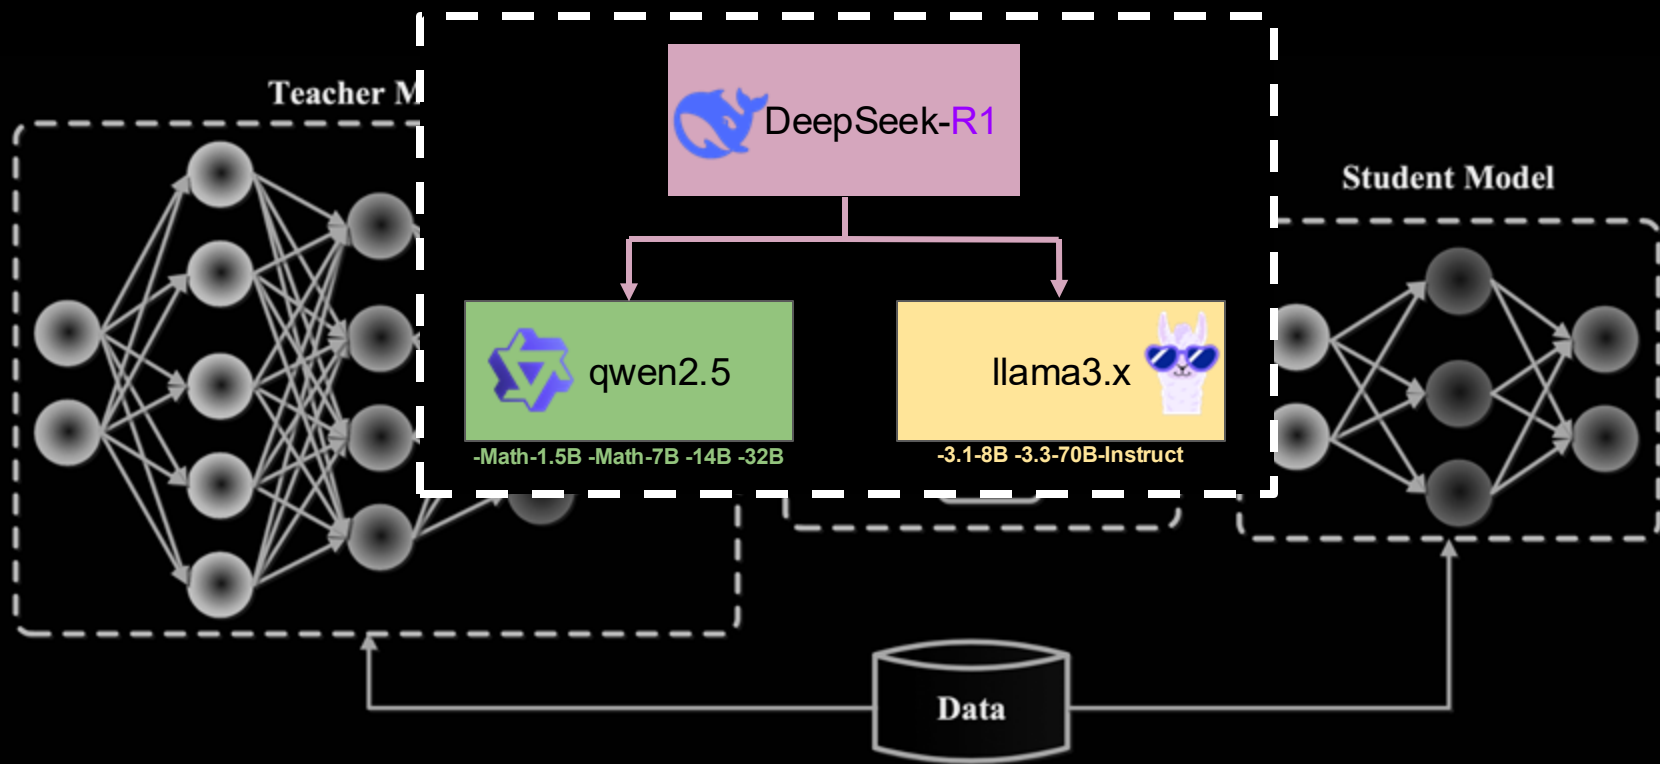 Teacher M
DeepSeek-R1
Student Model
qwen2.5
llama3.x
-Math-1.5B -Math-7B -14B -32B
-3.1-8B -3.3-70B-Instruct
Data